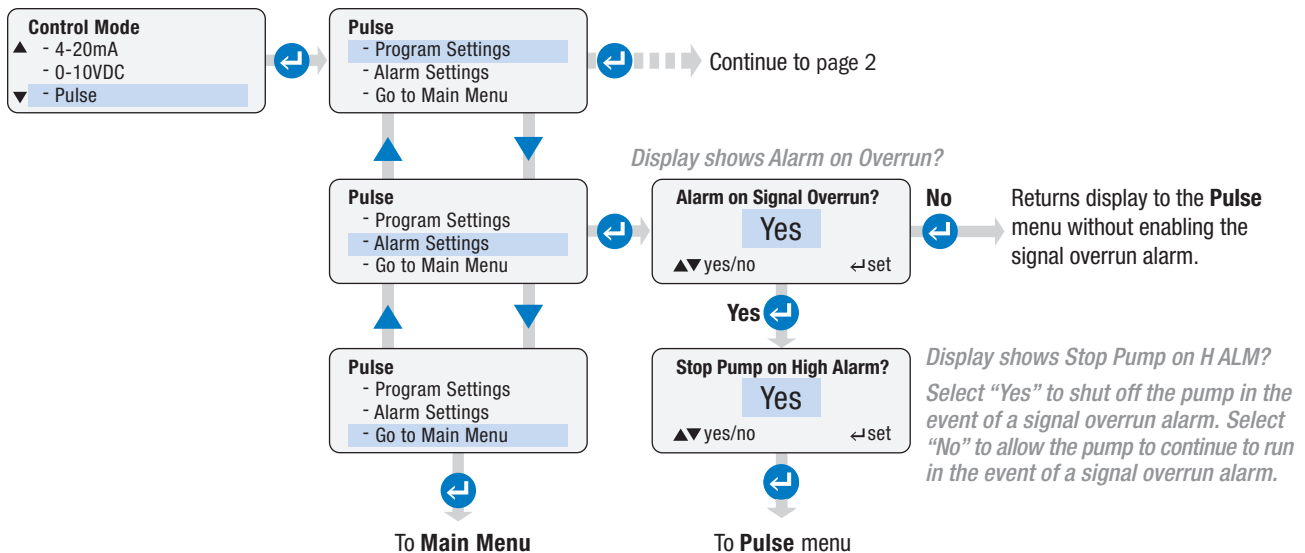 Control Mode
- 4-20mA
- 0-10VDC
- Pulse
Pulse
- Program Settings
- Alarm Settings
- Go to Main Menu
Continue to page 2
Pulse
- Program Settings
- Alarm Settings
- Go to Main Menu
Display shows Alarm on Overrun?
Alarm on Signal Overrun?
Yes
▲▼ yes/no ↵ set
No
Returns display to the Pulse
menu without enabling the
signal overrun alarm.
Yes
Pulse
- Program Settings
- Alarm Settings
- Go to Main Menu
Stop Pump on High Alarm?
Yes
▲▼ yes/no ↵ set
Display shows Stop Pump on H ALM?
Select “Yes” to shut off the pump in the
event of a signal overrun alarm. Select
“No” to allow the pump to continue to run
in the event of a signal overrun alarm.
To Main Menu
To Pulse menu